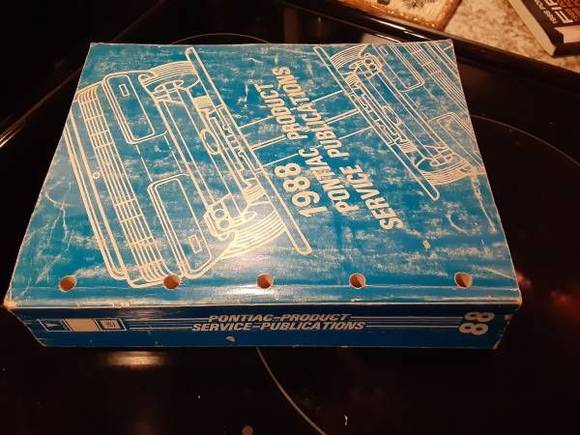 1988
PONTIAC PRODUCT
SERVICE PUBLICATIONS
PONTIAC-PRODUCT
SERVICE-PUBLICATIONS
88